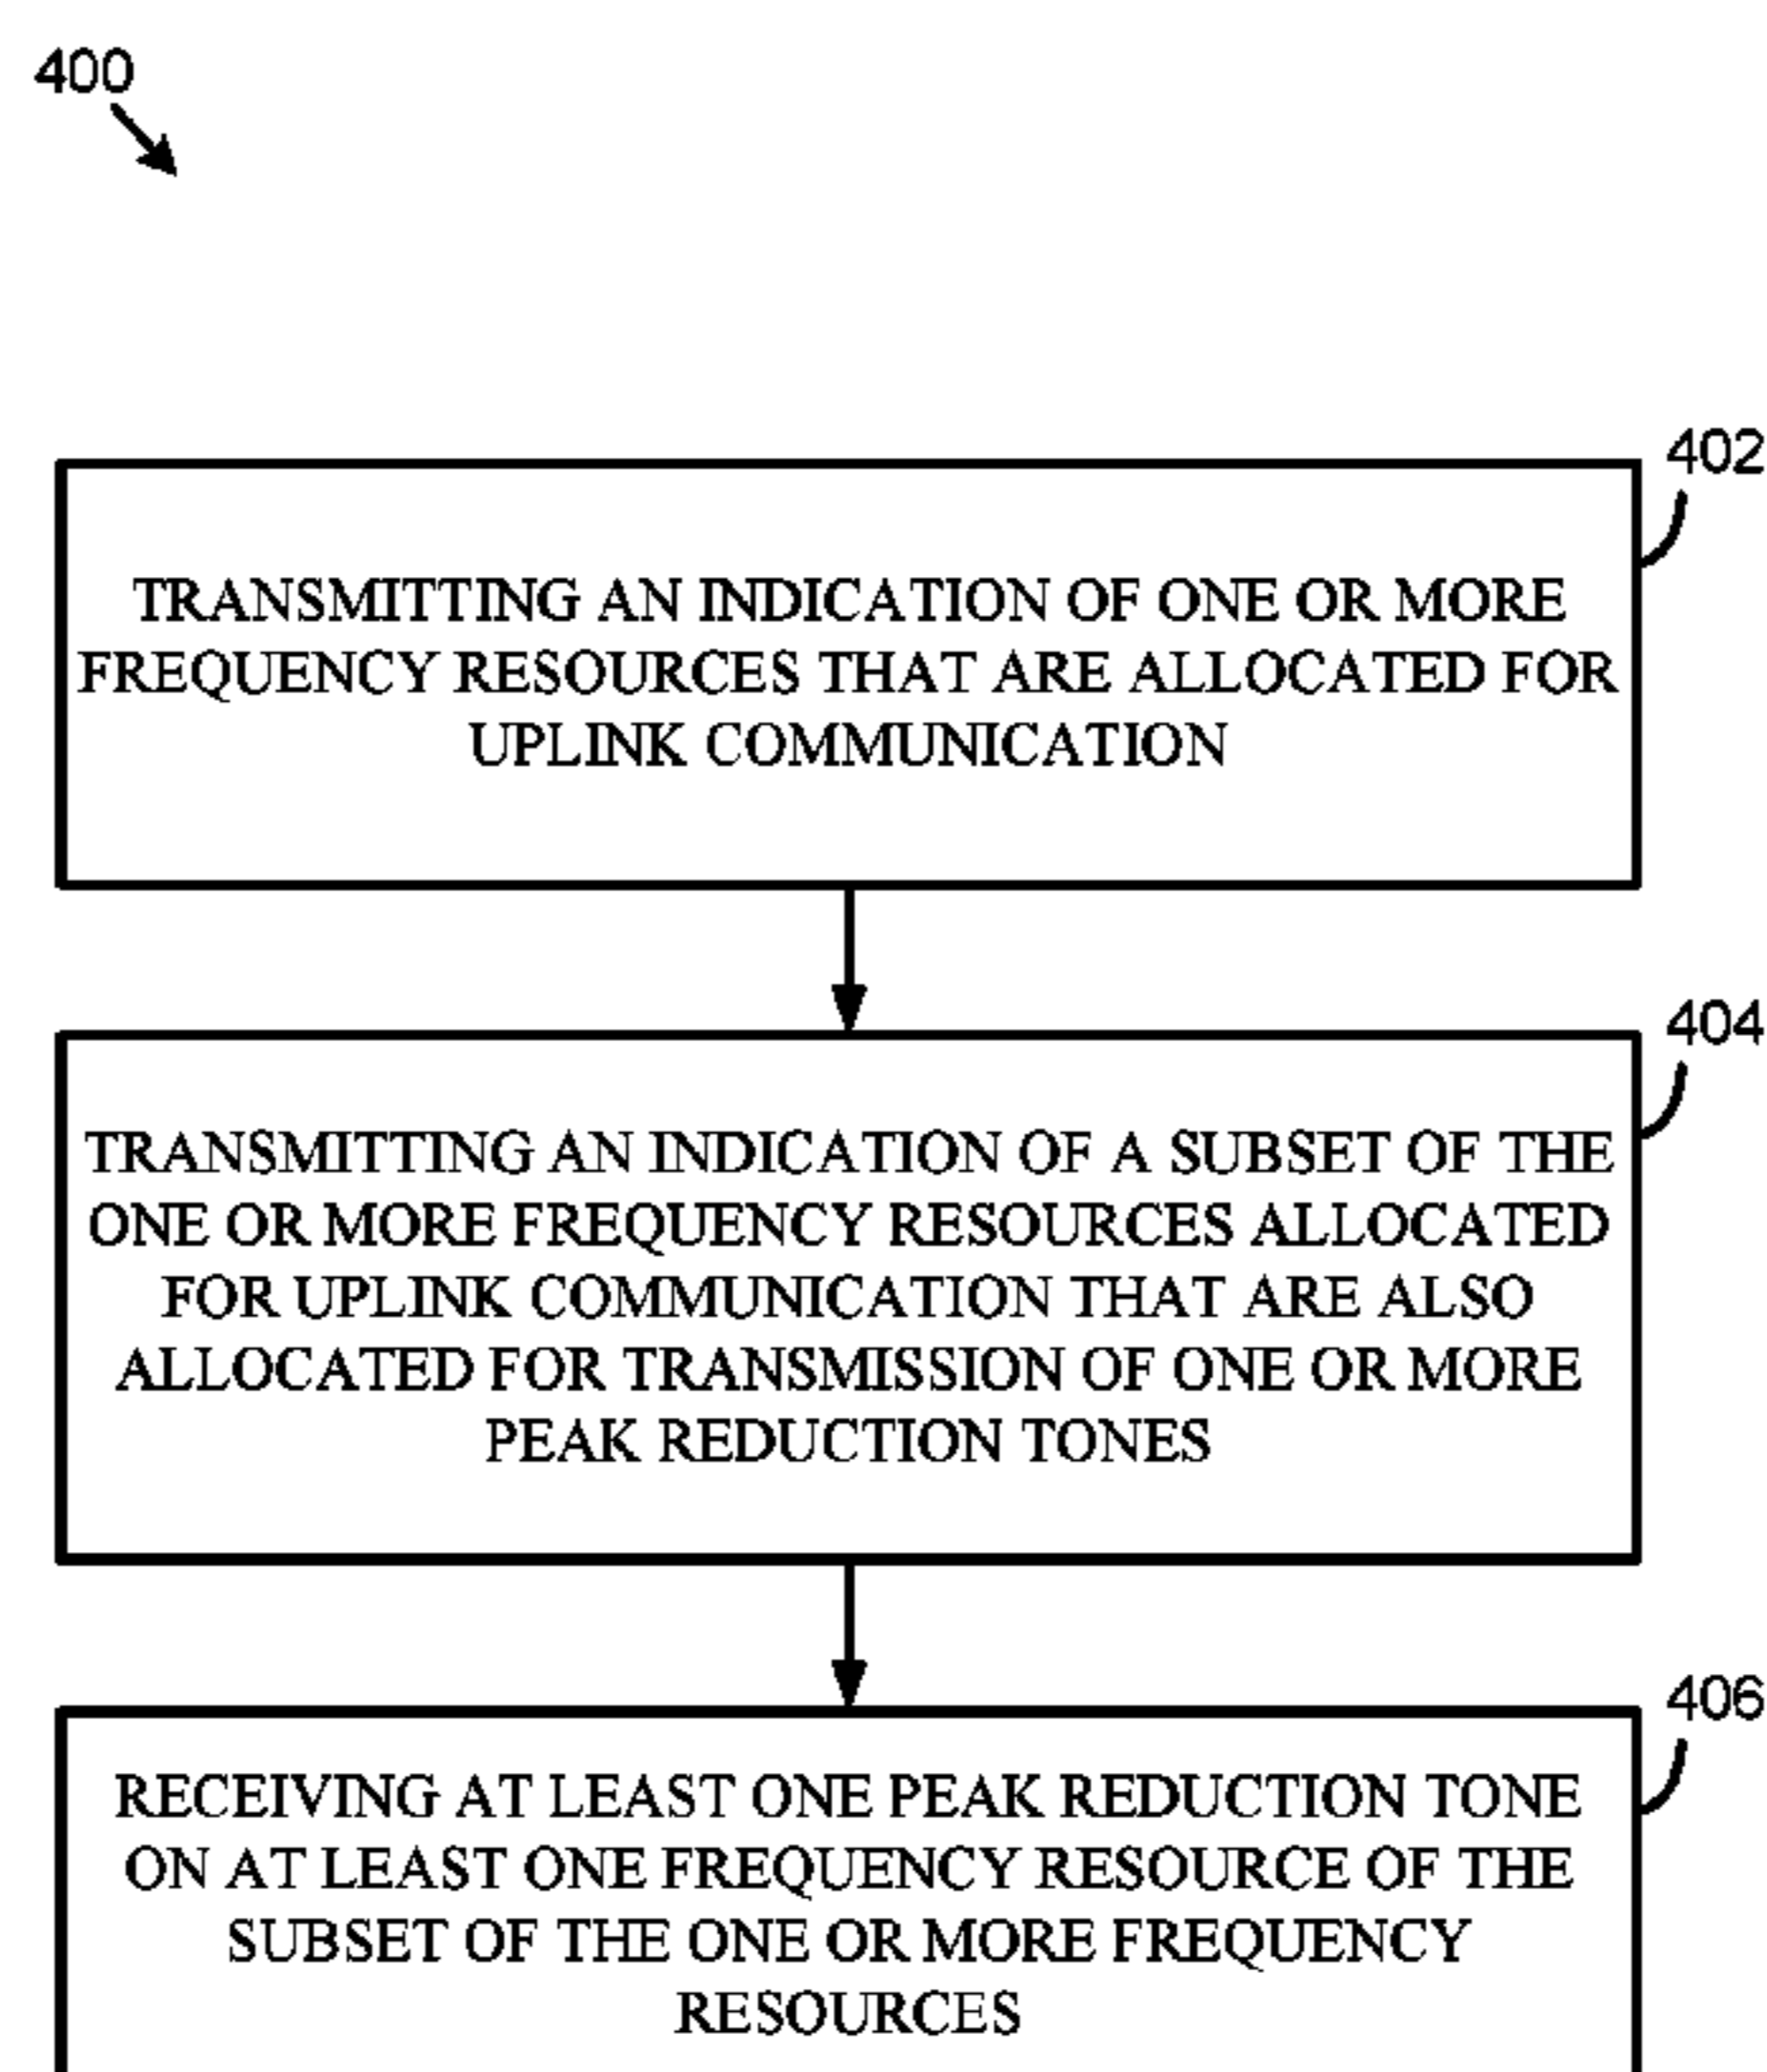 400
402
TRANSMITTING AN INDICATION OF ONE OR MORE
FREQUENCY RESOURCES THAT ARE ALLOCATED FOR
UPLINK COMMUNICATION
404
TRANSMITTING AN INDICATION OF A SUBSET OF THE
ONE OR MORE FREQUENCY RESOURCES ALLOCATED
FOR UPLINK COMMUNICATION THAT ARE ALSO
ALLOCATED FOR TRANSMISSION OF ONE OR MORE
PEAK REDUCTION TONES
406
RECEIVING AT LEAST ONE PEAK REDUCTION TONE
ON AT LEAST ONE FREQUENCY RESOURCE OF THE
SUBSET OF THE ONE OR MORE FREQUENCY
RESOURCES